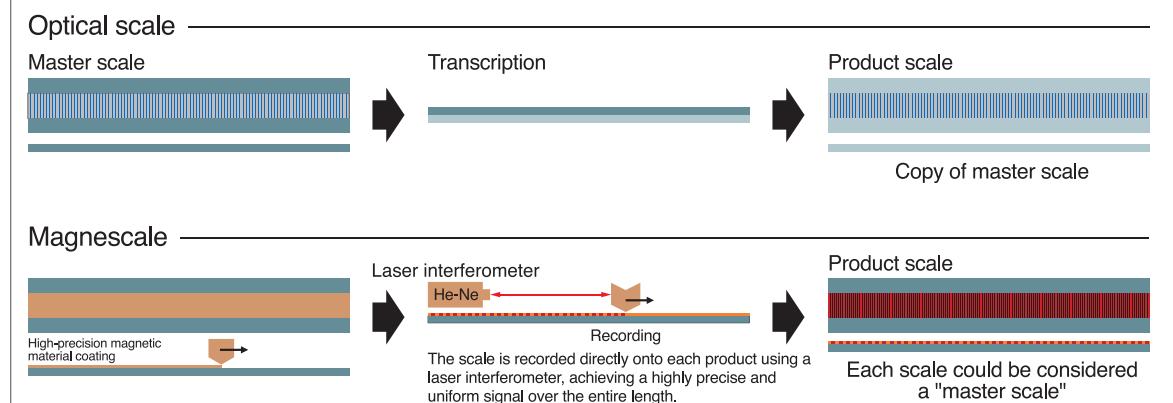 Optical scale
Master scale
Transcription
Product scale
Copy of master scale
Magnescale
High-precision magnetic
material coating
Laser interferometer
He-Ne
Recording
The scale is recorded directly onto each product using a
laser interferometer, achieving a highly precise and
uniform signal over the entire length.
Product scale
Each scale could be considered
a "master scale"